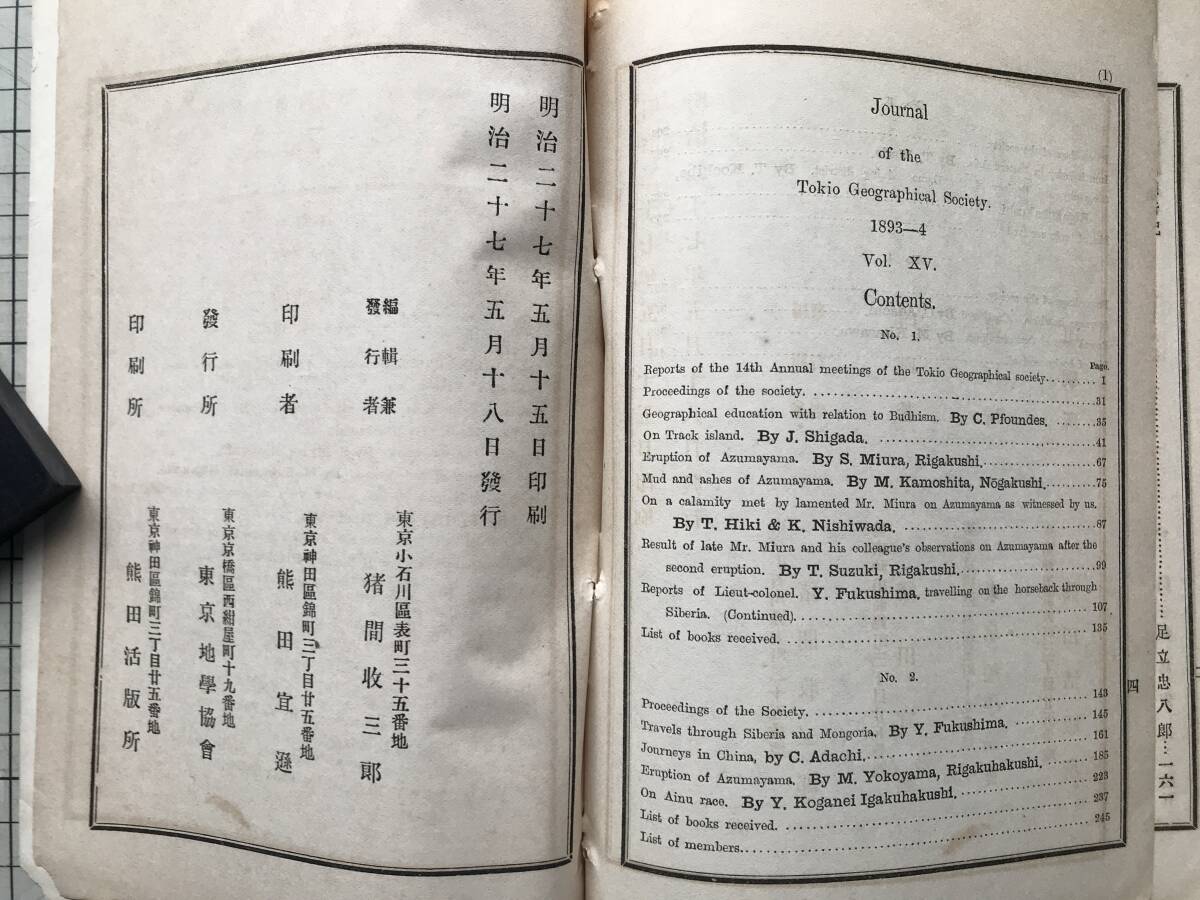 明治二十七年五月十五日印刷
明治二十七年五月十八日發行
東京小石川區表町三十五番地
編輯兼
發行者
猪間收三郎
東京神田區錦町三丁目廿五番地
印刷者
熊田宜遜
東京京橋區西紺屋町十九番地
發行所
東京地學協會
東京神田區錦町三丁目廿五番地
印刷所
熊田活版所
(1)
Journal
of the
Tokio Geographical Society.
1893—4
Vol. XV.
Contents.
No. 1.
Page.
Reports of the 14th Annual meetings of the Tokio Geographical society..........1
Proceedings of the society. ..........31
Geographical education with relation to Budhism. By C. Pfoundes. ..........35
On Track island. By J. Shigada. ..........41
Eruption of Azumayama. By S. Miura, Rigakushi...........67
Mud and ashes of Azumayama. By M. Kamoshita, Nōgakushi...........75
On a calamity met by lamented Mr. Miura on Azumayama as witnessed by us.
By T. Hiki & K. Nishiwada. ..........87
Result of late Mr. Miura and his colleague's observations on Azumayama after the
second eruption. By T. Suzuki, Rigakushi...........99
Reports of Lieut-colonel. Y. Fukushima, travelling on the horseback through
Siberia. (Continued)...........107
List of books received. ..........135
No. 2.
Proceedings of the Society. ..........143
Travels through Siberia and Mongoria. By Y. Fukushima. ..........145
Journeys in China, by C. Adachi...........161
Eruption of Azumayama. By M. Yokoyama, Rigakuhakushi. ..........185
On Ainu race. By Y. Koganei Igakuhakushi...........223
List of books received. ..........237
List of members...........245
四
足立忠八郎…一六一